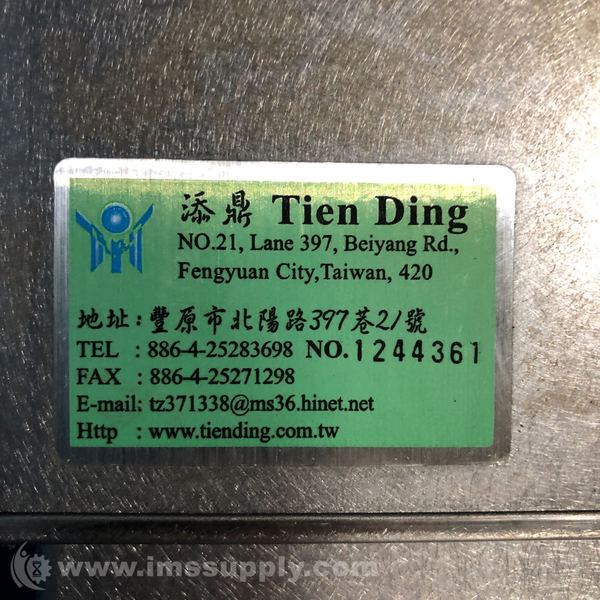 添鼎 Tien Ding
NO.21, Lane 397, Beiyang Rd.,
Fengyuan City,Taiwan, 420
地址:豐原市北陽路397巷21號
TEL : 886-4-25283698 NO.1244361
FAX : 886-4-25271298
E-mail: tz371338@ms36.hinet.net
Http : www.tiending.com.tw
www.imssupply.com